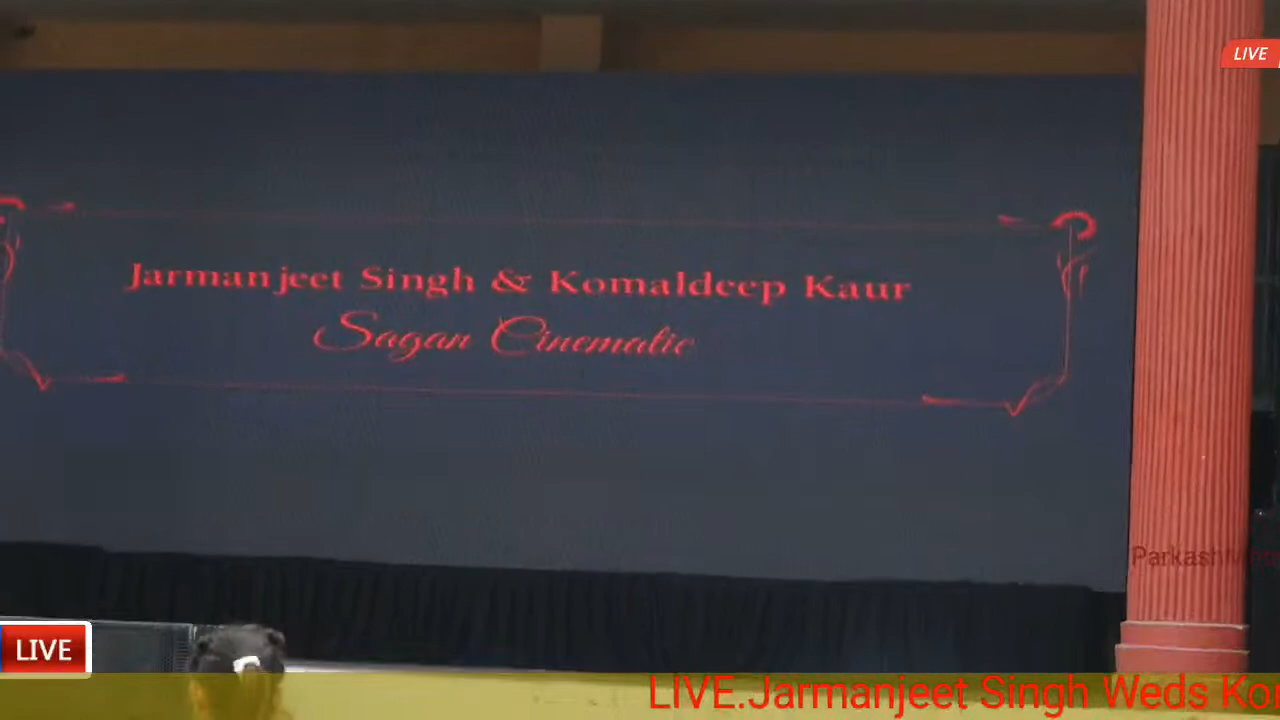 LIVE
Jarmanjeet Singh & Komaldeep Kaur
Sagan Cinematic
LIVE
LIVE.Jarmanjeet Singh Weds